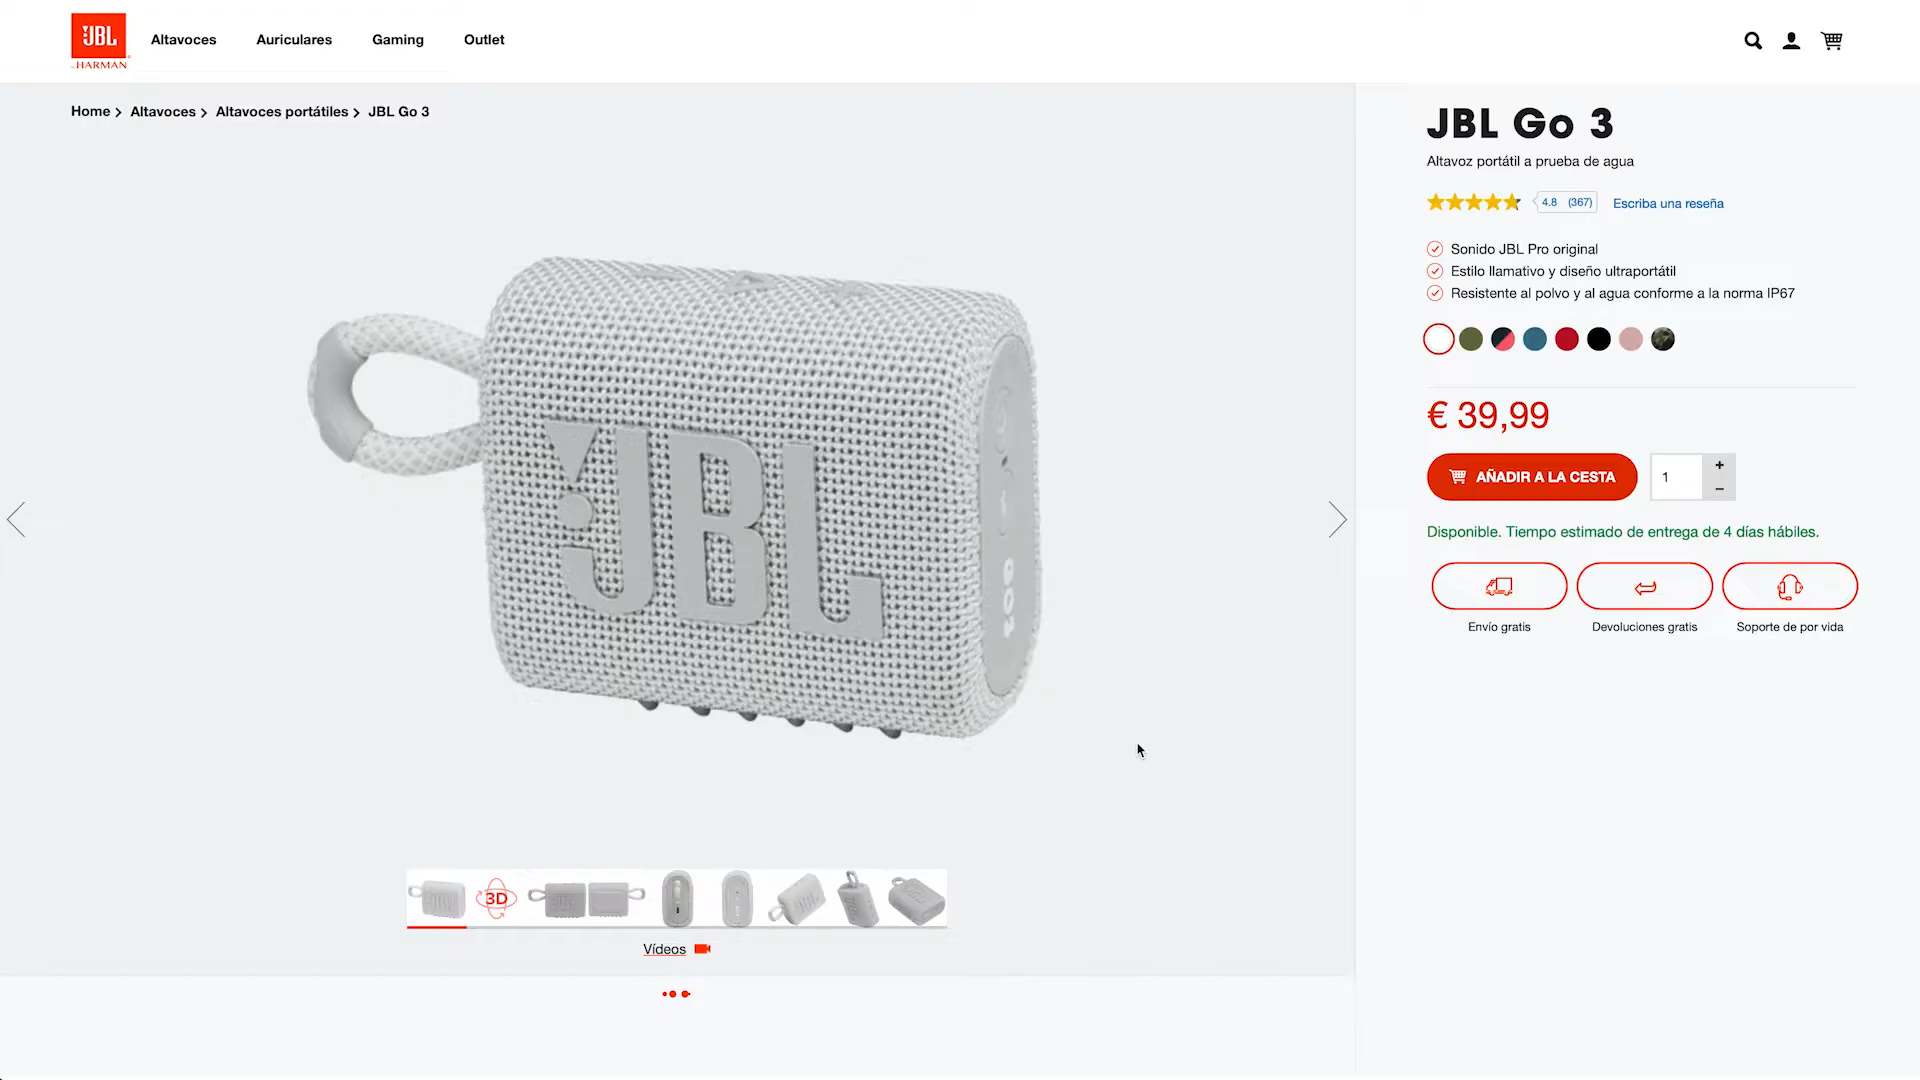 JBL
by HARMAN
Altavoces
Auriculares
Gaming
Outlet
Home
Altavoces
Altavoces portátiles
JBL Go 3
JBL
GO3
3D
Vídeos
JBL Go 3
Altavoz portátil a prueba de agua
4.8 (367)
Escriba una reseña
Sonido JBL Pro original
Estilo llamativo y diseño ultraportátil
Resistente al polvo y al agua conforme a la norma IP67
€ 39,99
AÑADIR A LA CESTA
1
+
−
Disponible. Tiempo estimado de entrega de 4 días hábiles.
Envío gratis
Devoluciones gratis
Soporte de por vida